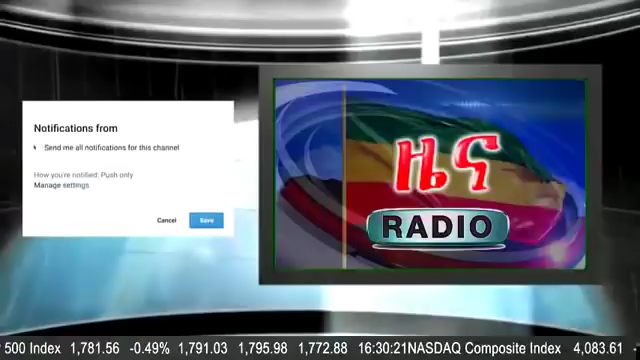 Notifications from
Send me all notifications for this channel
How you're notified: Push only
Manage settings
Cancel
Save
ዜና
RADIO
500 Index 1,781.56 -0.49% 1,791.03 1,795.98 1,772.88 16:30:21NASDAQ Composite Index 4,083.61